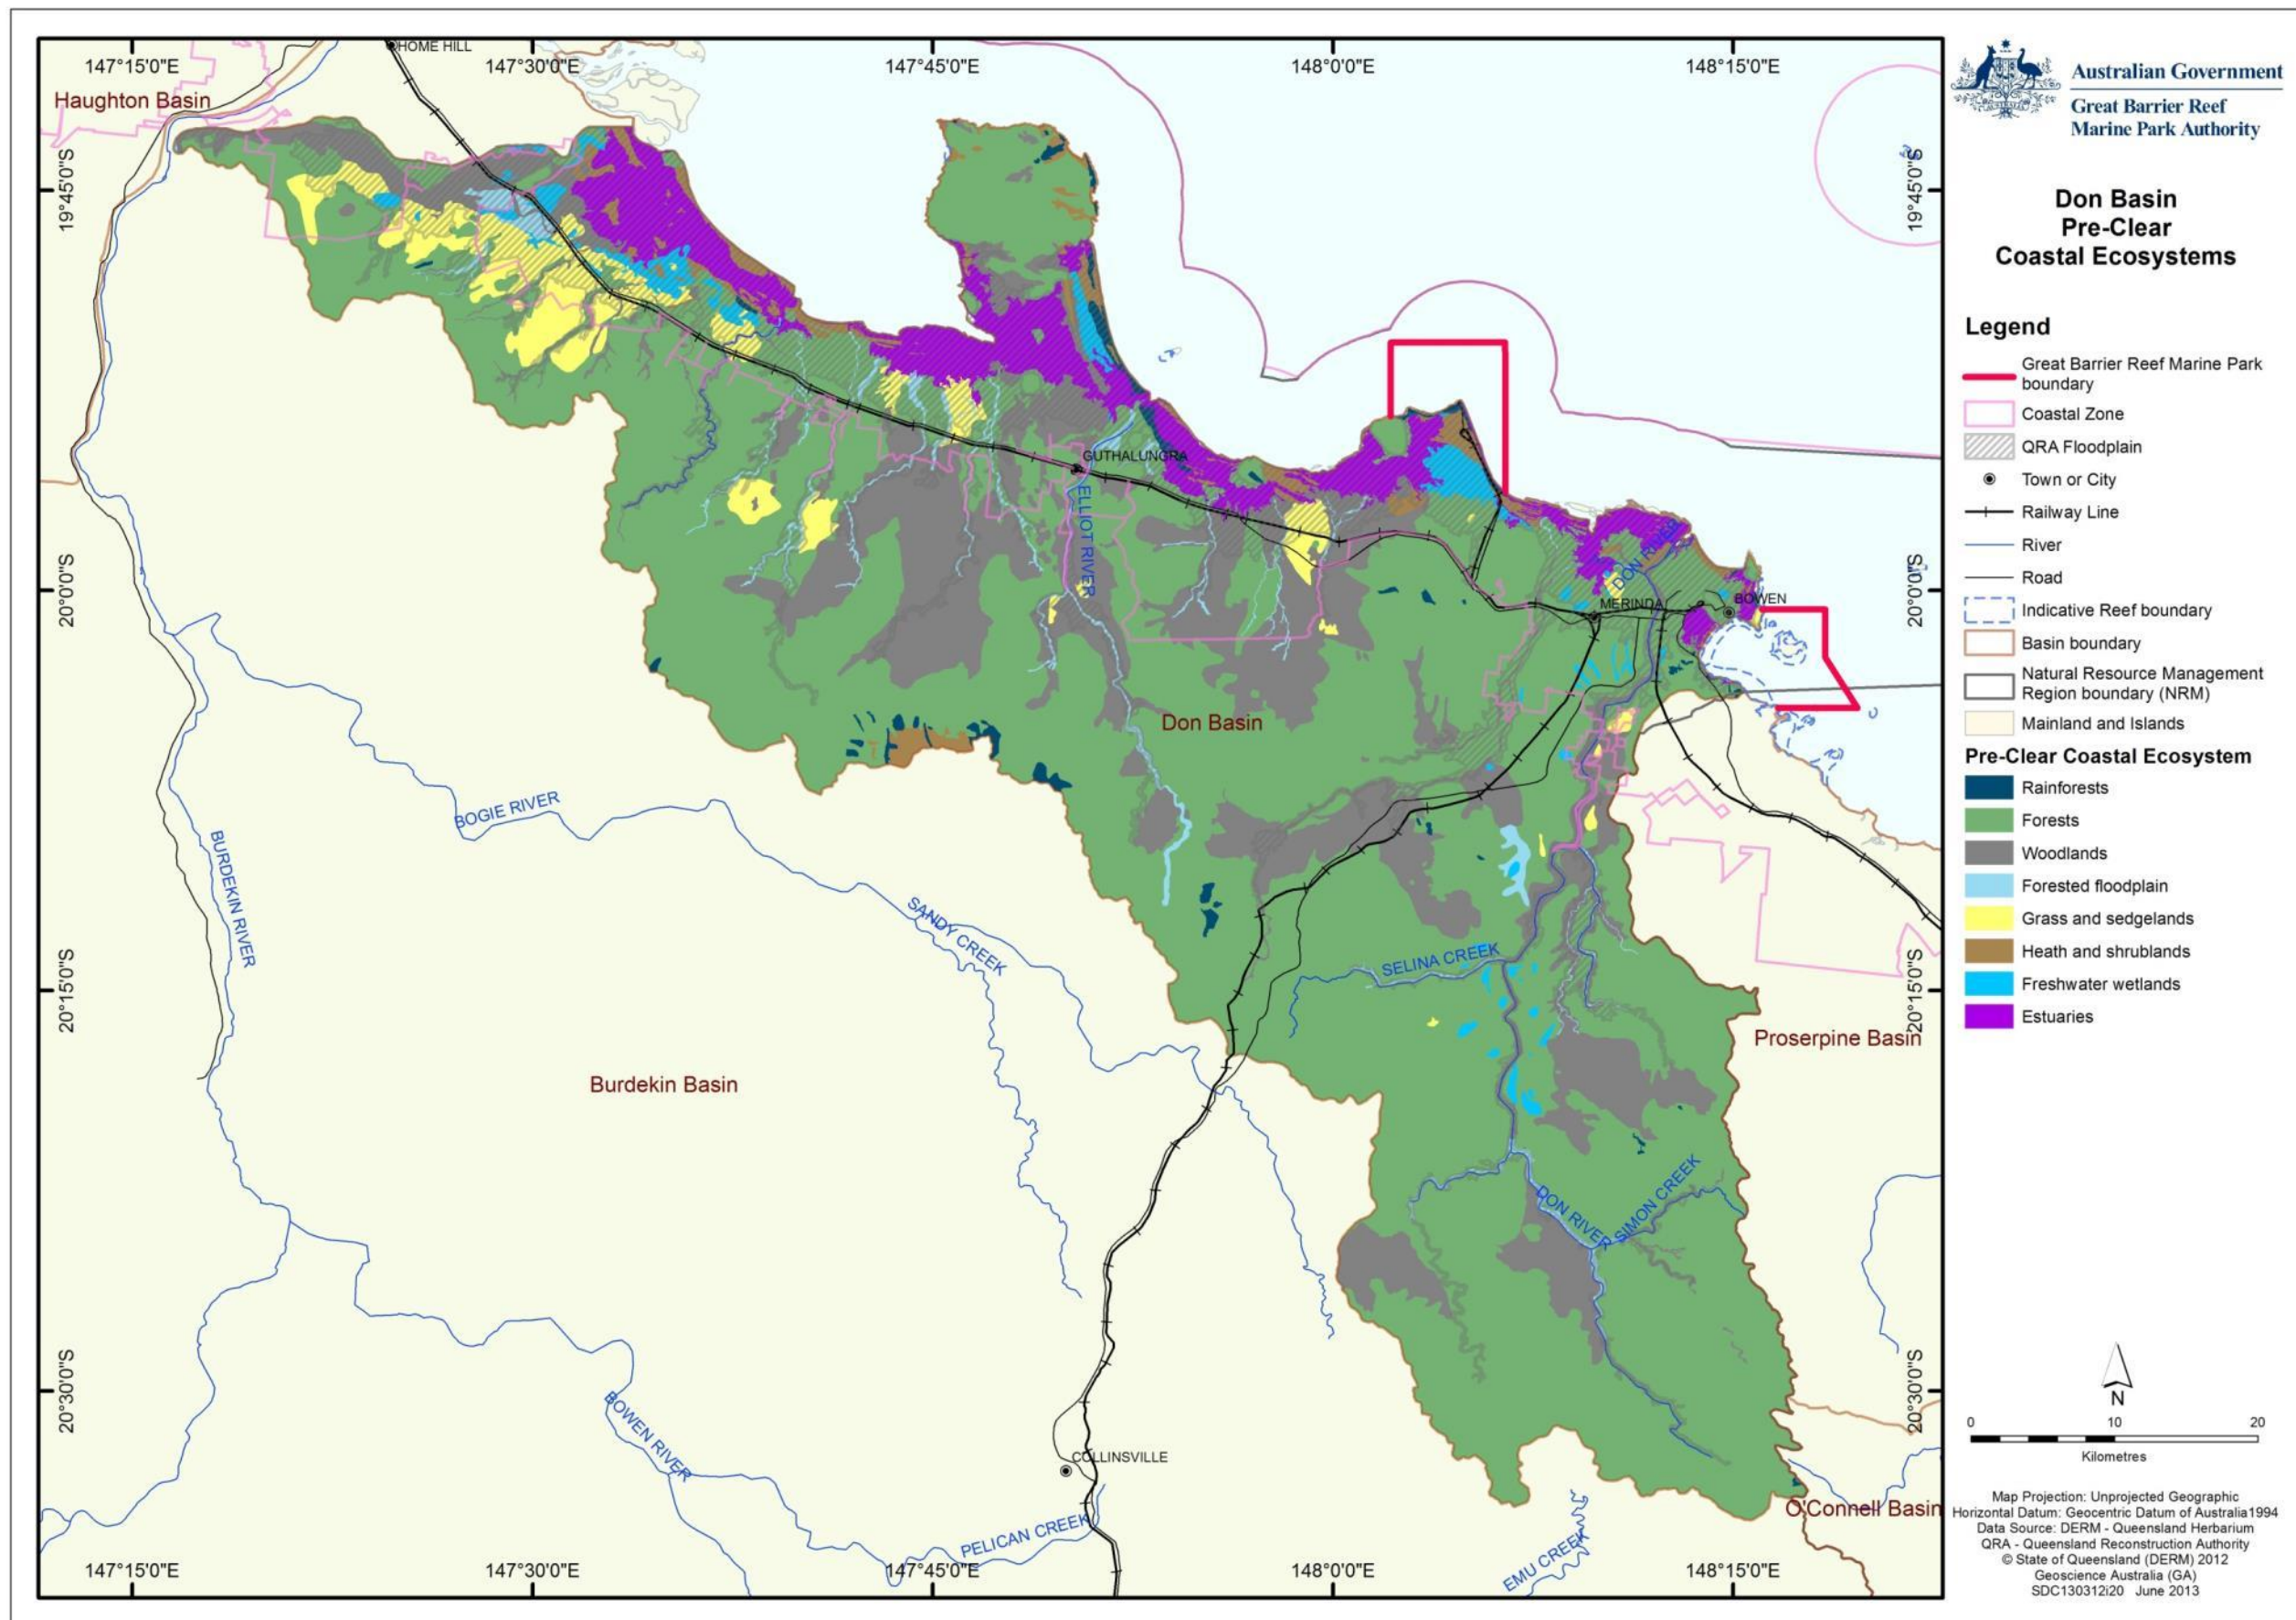 147°15'0"E
147°30'0"E
147°45'0"E
148°0'0"E
148°15'0"E
HOME HILL
Haughton Basin
19°45'0"S
19°45'0"S
GUTHALUNGRA
ELLIOT RIVER
DON RIVER
20°0'0"S
20°0'0"S
MERINDA
BOWEN
Don Basin
BOGIE RIVER
BURDEKIN RIVER
SANDY CREEK
SELINA CREEK
20°15'0"S
20°15'0"S
Proserpine Basin
Burdekin Basin
DON RIVER
SIMON CREEK
20°30'0"S
20°30'0"S
BOWEN RIVER
COLLINSVILLE
O'Connell Basin
PELICAN CREEK
EMU CREEK
147°15'0"E
147°30'0"E
147°45'0"E
148°0'0"E
148°15'0"E
Australian Government
Great Barrier Reef
Marine Park Authority
Don Basin
Pre-Clear
Coastal Ecosystems
Legend
Great Barrier Reef Marine Park
boundary
Coastal Zone
QRA Floodplain
Town or City
Railway Line
River
Road
Indicative Reef boundary
Basin boundary
Natural Resource Management
Region boundary (NRM)
Mainland and Islands
Pre-Clear Coastal Ecosystem
Rainforests
Forests
Woodlands
Forested floodplain
Grass and sedgelands
Heath and shrublands
Freshwater wetlands
Estuaries
N
0 10 20
Kilometres
Map Projection: Unprojected Geographic
Horizontal Datum: Geocentric Datum of Australia1994
Data Source: DERM - Queensland Herbarium
QRA - Queensland Reconstruction Authority
© State of Queensland (DERM) 2012
Geoscience Australia (GA)
SDC130312i20 June 2013